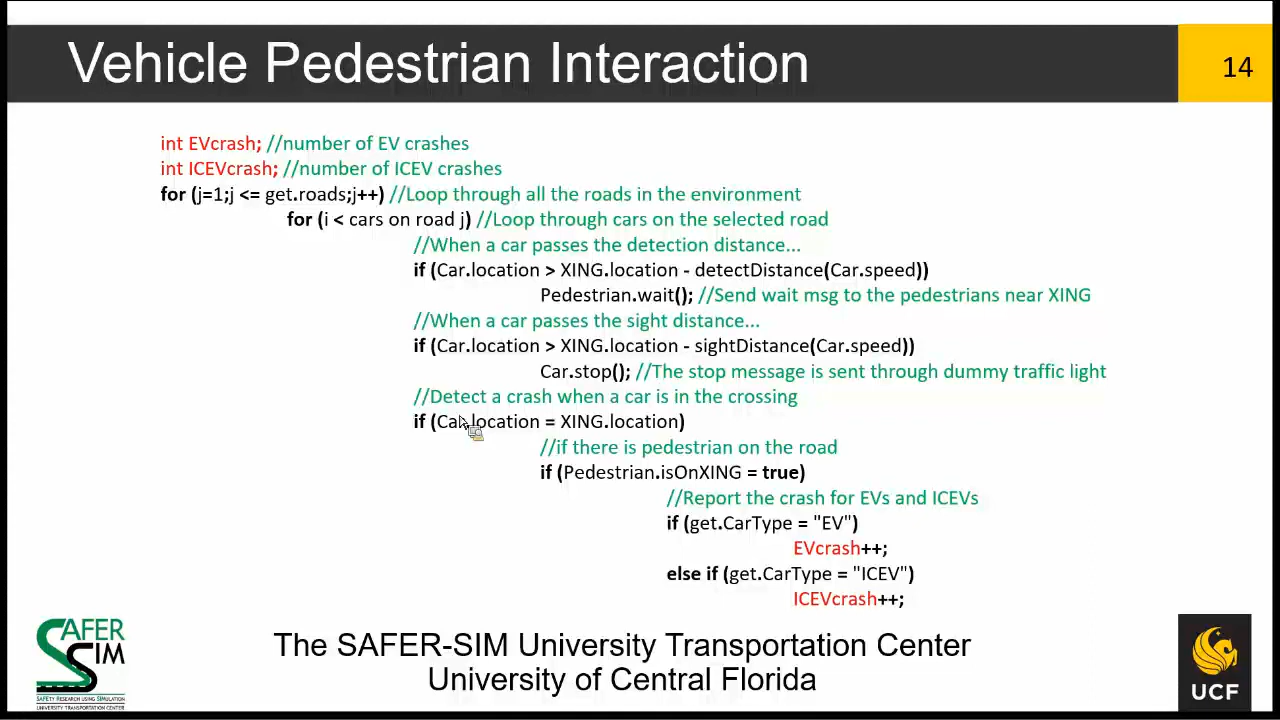 Vehicle Pedestrian Interaction
14
int EVcrash; //number of EV crashes
int ICEVcrash; //number of ICEV crashes
for (j=1;j <= get.roads;j++) //Loop through all the roads in the environment
for (i < cars on road j) //Loop through cars on the selected road
//When a car passes the detection distance...
if (Car.location > XING.location - detectDistance(Car.speed))
Pedestrian.wait(); //Send wait msg to the pedestrians near XING
//When a car passes the sight distance...
if (Car.location > XING.location - sightDistance(Car.speed))
Car.stop(); //The stop message is sent through dummy traffic light
//Detect a crash when a car is in the crossing
if (Car.location = XING.location)
//if there is pedestrian on the road
if (Pedestrian.isOnXING = true)
//Report the crash for EVs and ICEVs
if (get.CarType = "EV")
EVcrash++;
else if (get.CarType = "ICEV")
ICEVcrash++;
SAFER
SIM
SAFETY RESEARCH USING SIMULATION
UNIVERSITY TRANSPORTATION CENTER
The SAFER-SIM University Transportation Center
University of Central Florida
UCF